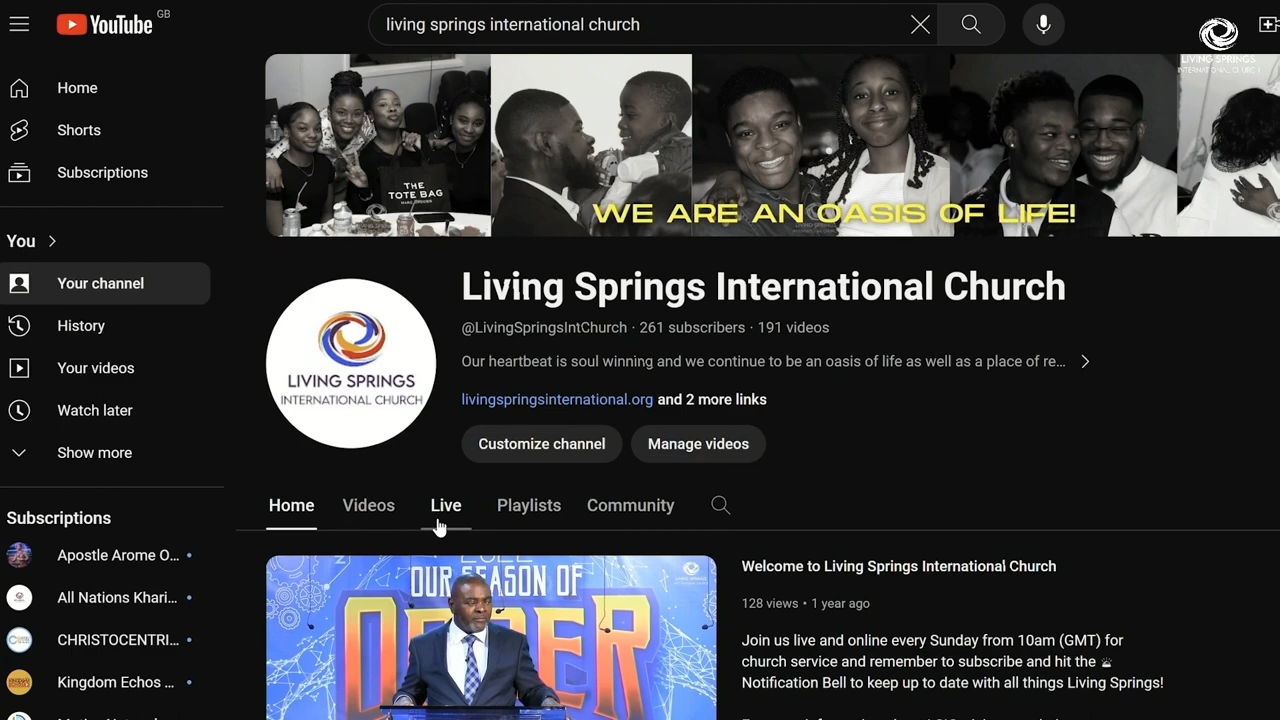 GB
YouTube
living springs international church
LIVING SPRINGS
INTERNATIONAL CHURCH
Home
Shorts
Subscriptions
You
Your channel
History
Your videos
Watch later
Show more
Subscriptions
Apostle Arome O...
All Nations Khari...
CHRISTOCENTRI...
Kingdom Echos ...
THE
TOTE BAG
WE ARE AN OASIS OF LIFE!
LIVING SPRINGS
INTERNATIONAL CHURCH
Living Springs International Church
@LivingSpringsIntChurch · 261 subscribers · 191 videos
Our heartbeat is soul winning and we continue to be an oasis of life as well as a place of re...
livingspringsinternational.org and 2 more links
Customize channel
Manage videos
Home Videos Live Playlists Community
OUR SEASON OF
Welcome to Living Springs International Church
128 views • 1 year ago
Join us live and online every Sunday from 10am (GMT) for
church service and remember to subscribe and hit the
Notification Bell to keep up to date with all things Living Springs!